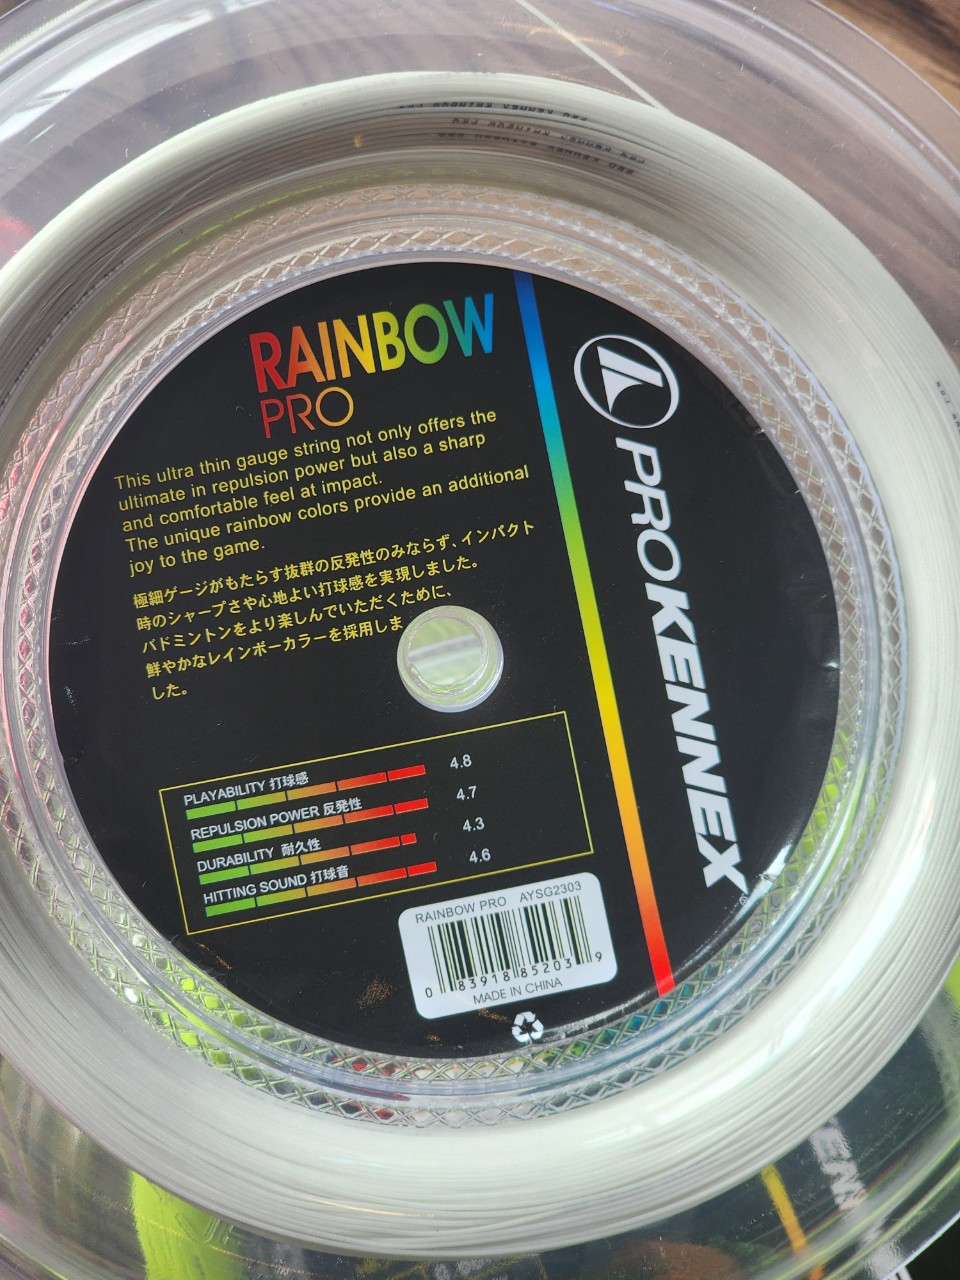 RAINBOW
PRO
This ultra thin gauge string not only offers the
ultimate in repulsion power but also a sharp
and comfortable feel at impact.
The unique rainbow colors provide an additional
joy to the game.
極細ゲージがもたらす抜群の反発性のみならず、インパクト
時のシャープさや心地よい打球感を実現しました。
バドミントンをより楽しんでいただくために、
鮮やかなレインボーカラーを採用しま
した。
PLAYABILITY 打球感 4.8
REPULSION POWER 反発性 4.7
DURABILITY 耐久性 4.3
HITTING SOUND 打球音 4.6
RAINBOW PRO AYSG2303
0 83918 85203 9
MADE IN CHINA
PROKENNEX